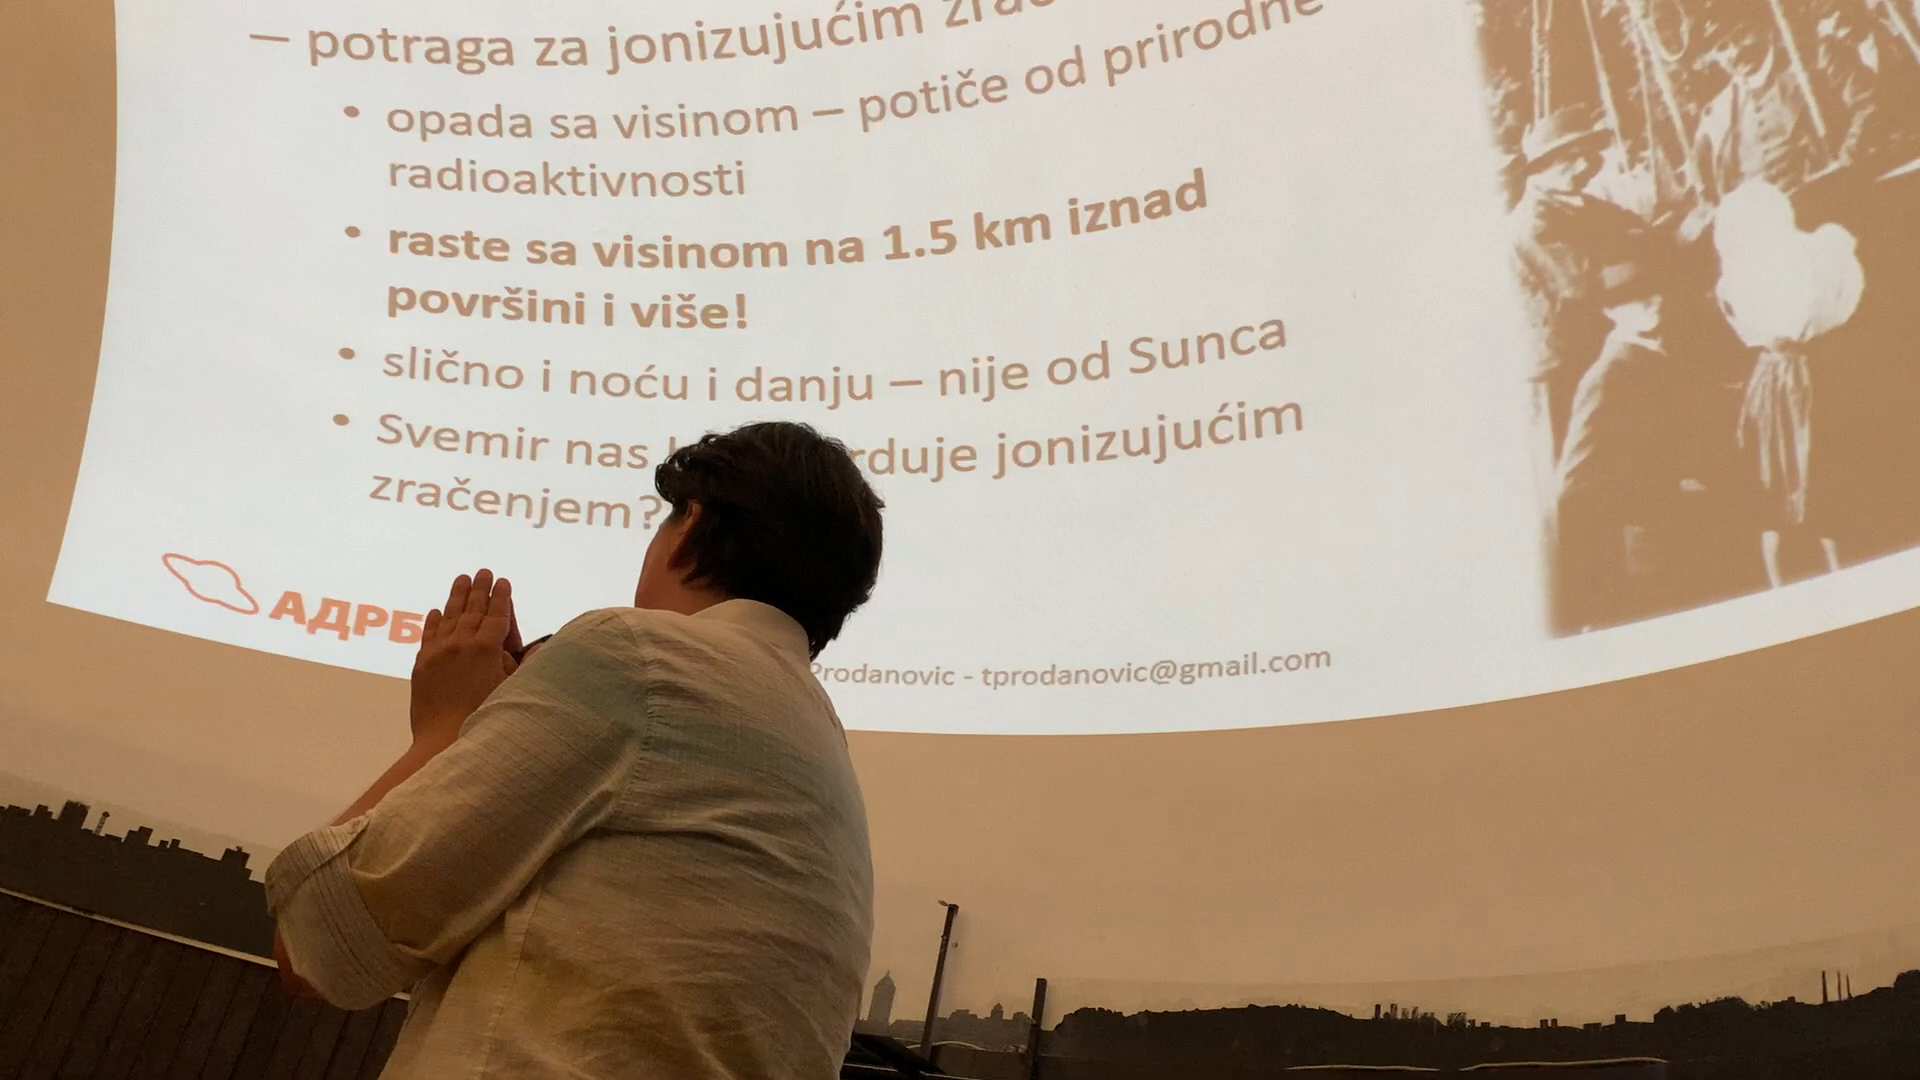 – potraga za jonizujućim
• opada sa visinom – potiče od prirodne
radioaktivnosti
• raste sa visinom na 1.5 km iznad
površini i više!
• slično i noću i danju – nije od Sunca
• Svemir nas rduje jonizujućim
zračenjem?
АДРБ
Prodanovic - tprodanovic@gmail.com